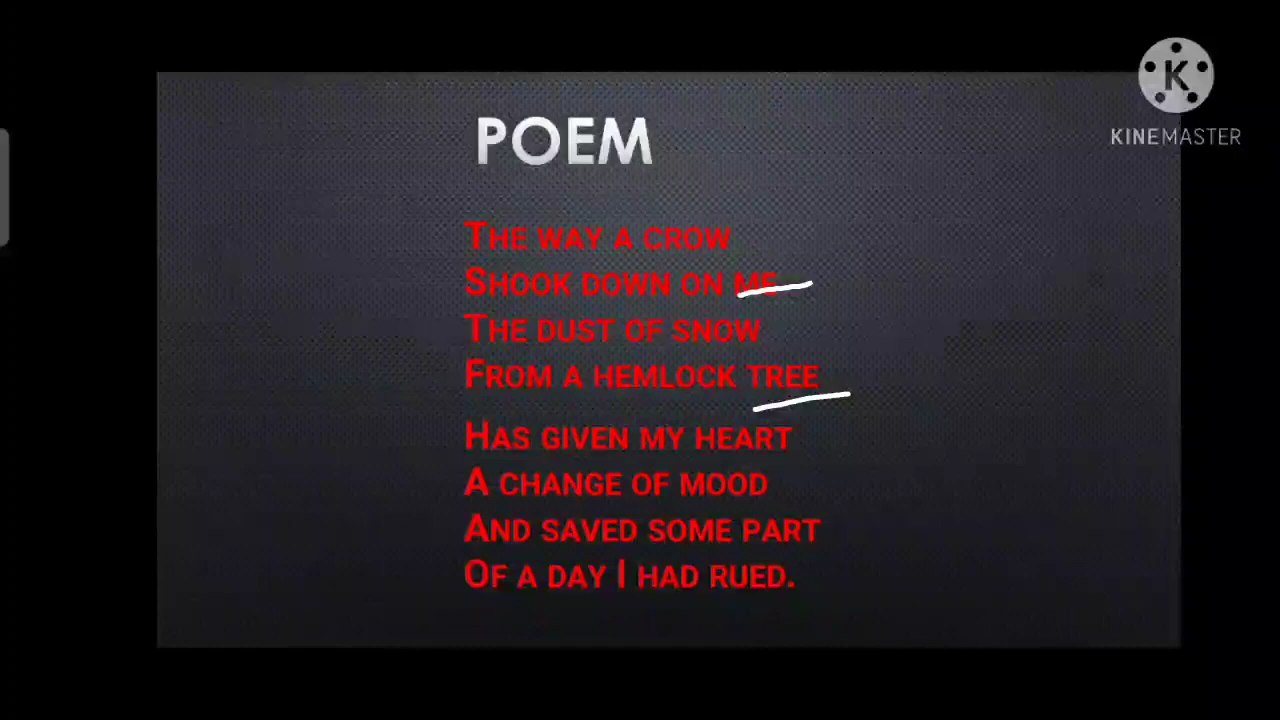 POEM
KINEMASTER
THE WAY A CROW
SHOOK DOWN ON ME
THE DUST OF SNOW
FROM A HEMLOCK TREE
HAS GIVEN MY HEART
A CHANGE OF MOOD
AND SAVED SOME PART
OF A DAY I HAD RUED.